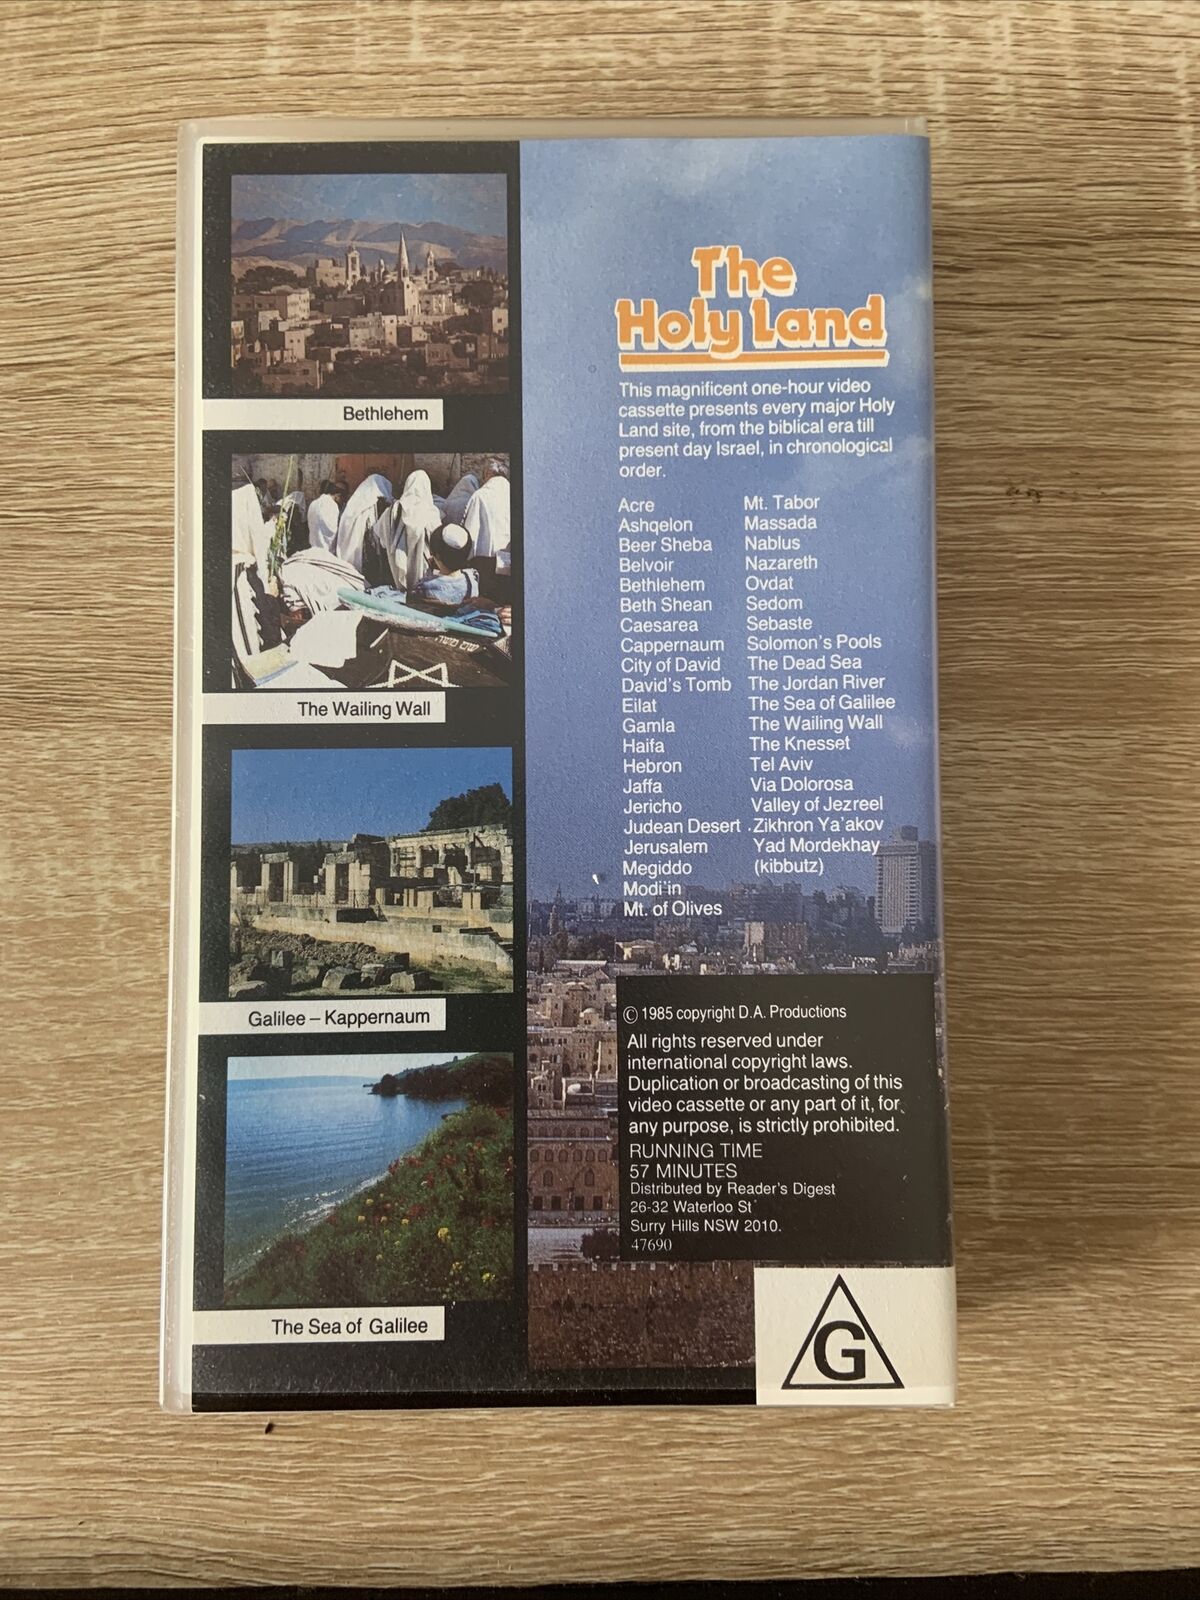 Bethlehem
The Wailing Wall
Galilee – Kappernaum
The Sea of Galilee
The
Holy Land
This magnificent one-hour video
cassette presents every major Holy
Land site, from the biblical era till
present day Israel, in chronological
order.
Acre
Ashqelon
Beer Sheba
Belvoir
Bethlehem
Beth Shean
Caesarea
Cappernaum
City of David
David's Tomb
Eilat
Gamla
Haifa
Hebron
Jaffa
Jericho
Judean Desert
Jerusalem
Megiddo
Modi'in
Mt. of Olives
Mt. Tabor
Massada
Nablus
Nazareth
Ovdat
Sedom
Sebaste
Solomon's Pools
The Dead Sea
The Jordan River
The Sea of Galilee
The Wailing Wall
The Knesset
Tel Aviv
Via Dolorosa
Valley of Jezreel
Zikhron Ya'akov
Yad Mordekhay
(kibbutz)
© 1985 copyright D.A. Productions
All rights reserved under
international copyright laws.
Duplication or broadcasting of this
video cassette or any part of it, for
any purpose, is strictly prohibited.
RUNNING TIME
57 MINUTES
Distributed by Reader's Digest
26-32 Waterloo St
Surry Hills NSW 2010.
47690
G